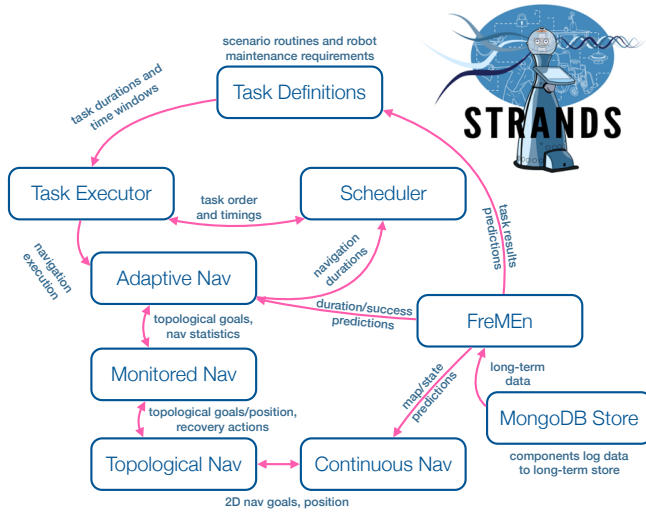 scenario routines and robot
maintenance requirements
Task Definitions
STRANDS
task durations and
time windows
Task Executor
task order
and timings
Scheduler
task results
predictions
navigation
execution
Adaptive Nav
navigation
durations
duration/success
predictions
FreMEn
topological goals,
nav statistics
Monitored Nav
map/state
predictions
long-term
data
topological goals/position,
recovery actions
MongoDB Store
components log data
to long-term store
Topological Nav
Continuous Nav
2D nav goals, position